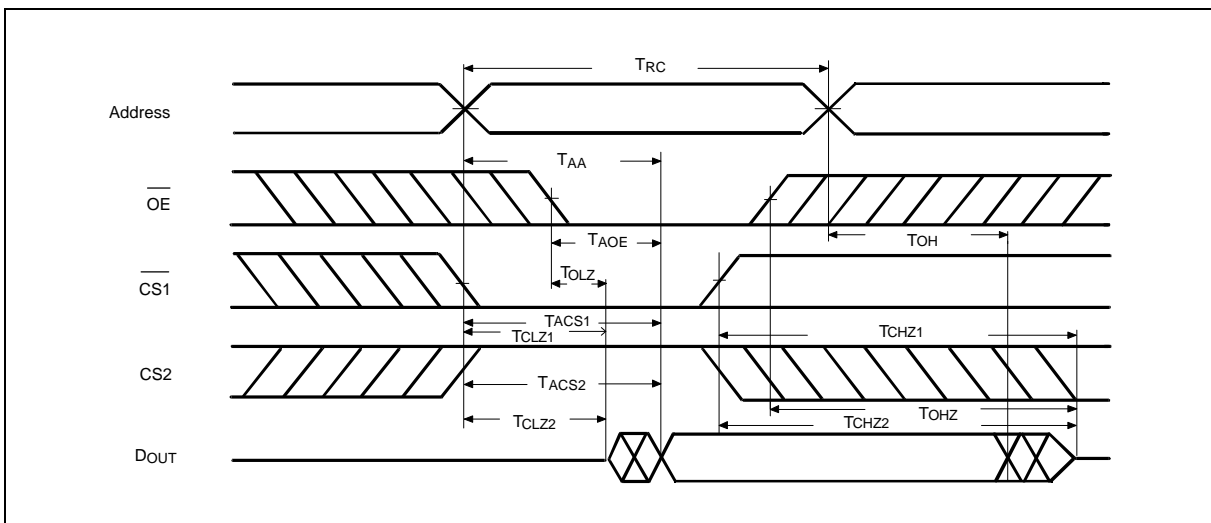 TRC
Address
TAA
OE
TAOE
TOH
TOLZ
CS1
TACS1
TCLZ1
TCHZ1
CS2
TACS2
TOHZ
TCLZ2
TCHZ2
DOUT